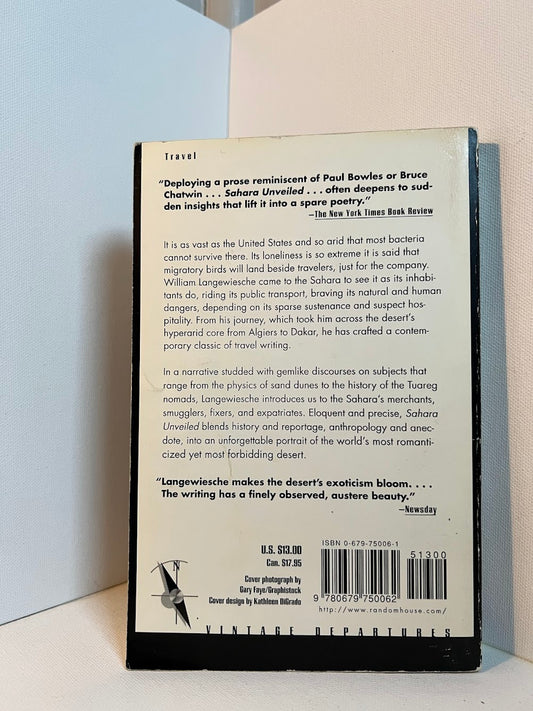 Travel
“Deploying a prose reminiscent of Paul Bowles or Bruce
Chatwin . . . Sahara Unveiled . . . often deepens to sud-
den insights that lift it into a spare poetry.”
—The New York Times Book Review
It is as vast as the United States and so arid that most bacteria
cannot survive there. Its loneliness is so extreme it is said that
migratory birds will land beside travelers, just for the company.
William Langewiesche came to the Sahara to see it as its inhabi-
tants do, riding its public transport, braving its natural and human
dangers, depending on its sparse sustenance and suspect hos-
pitality. From his journey, which took him across the desert’s
hyperarid core from Algiers to Dakar, he has crafted a contem-
porary classic of travel writing.
In a narrative studded with gemlike discourses on subjects that
range from the physics of sand dunes to the history of the Tuareg
nomads, Langewiesche introduces us to the Sahara’s merchants,
smugglers, fixers, and expatriates. Eloquent and precise, Sahara
Unveiled blends history and reportage, anthropology and anec-
dote, into an unforgettable portrait of the world’s most romanti-
cized yet most forbidding desert.
“Langewiesche makes the desert’s exoticism bloom. . . .
The writing has a finely observed, austere beauty.”
—Newsday
U.S. $13.00
Can. $17.95
Cover photograph by
Gary Faye/Graphistock
Cover design by Kathleen DiGrado
N
ISBN 0-679-75006-1
51300
9 780679 750062
http://www.randomhouse.com/
VINTAGE DEPARTURES